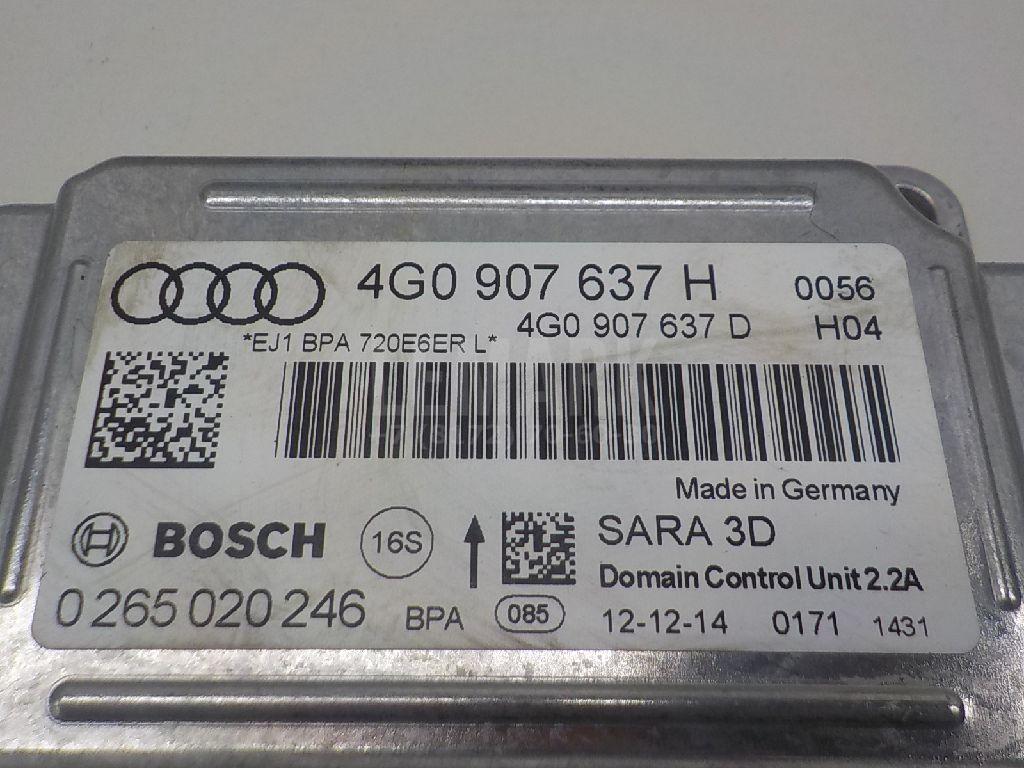 4G0 907 637 H 0056
4G0 907 637 D H04
*EJ1 BPA 720E6ER L*
Made in Germany
BOSCH 16S SARA 3D
Domain Control Unit 2.2A
0 265 020 246 BPA 085 12-12-14 0171 1431